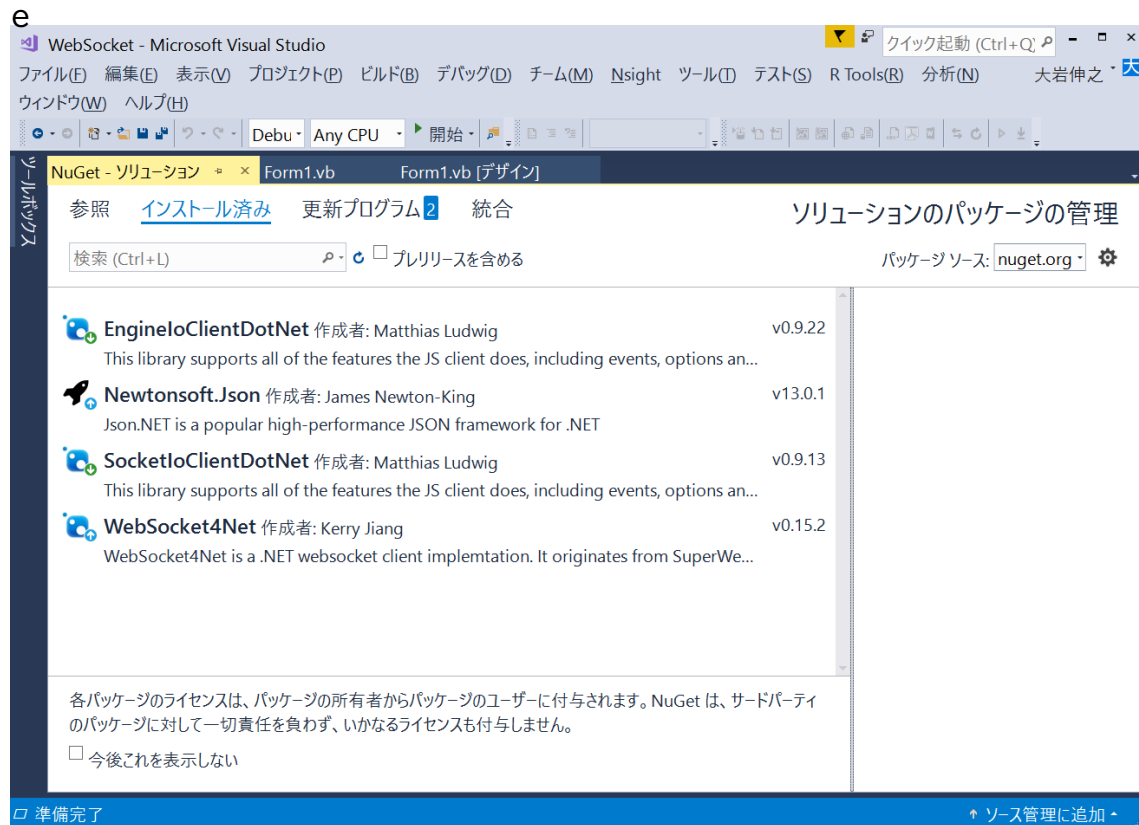 e
WebSocket - Microsoft Visual Studio
クイック起動 (Ctrl+Q)
ファイル(F) 編集(E) 表示(V) プロジェクト(P) ビルド(B) デバッグ(D) チーム(M) Nsight ツール(T) テスト(S) R Tools(R) 分析(N) 大岩伸之 大
ウィンドウ(W) ヘルプ(H)
Debu Any CPU 開始
ツールボックス
NuGet - ソリューション Form1.vb Form1.vb [デザイン]
参照 インストール済み 更新プログラム 2 統合 ソリューションのパッケージの管理
検索 (Ctrl+L) プレリリースを含める パッケージ ソース: nuget.org
EngineIoClientDotNet 作成者: Matthias Ludwig v0.9.22
This library supports all of the features the JS client does, including events, options an...
Newtonsoft.Json 作成者: James Newton-King v13.0.1
Json.NET is a popular high-performance JSON framework for .NET
SocketIoClientDotNet 作成者: Matthias Ludwig v0.9.13
This library supports all of the features the JS client does, including events, options an...
WebSocket4Net 作成者: Kerry Jiang v0.15.2
WebSocket4Net is a .NET websocket client implemtation. It originates from SuperWe...
各パッケージのライセンスは、パッケージの所有者からパッケージのユーザーに付与されます。NuGet は、サードパーティ
のパッケージに対して一切責任を負わず、いかなるライセンスも付与しません。
今後これを表示しない
準備完了 ソース管理に追加